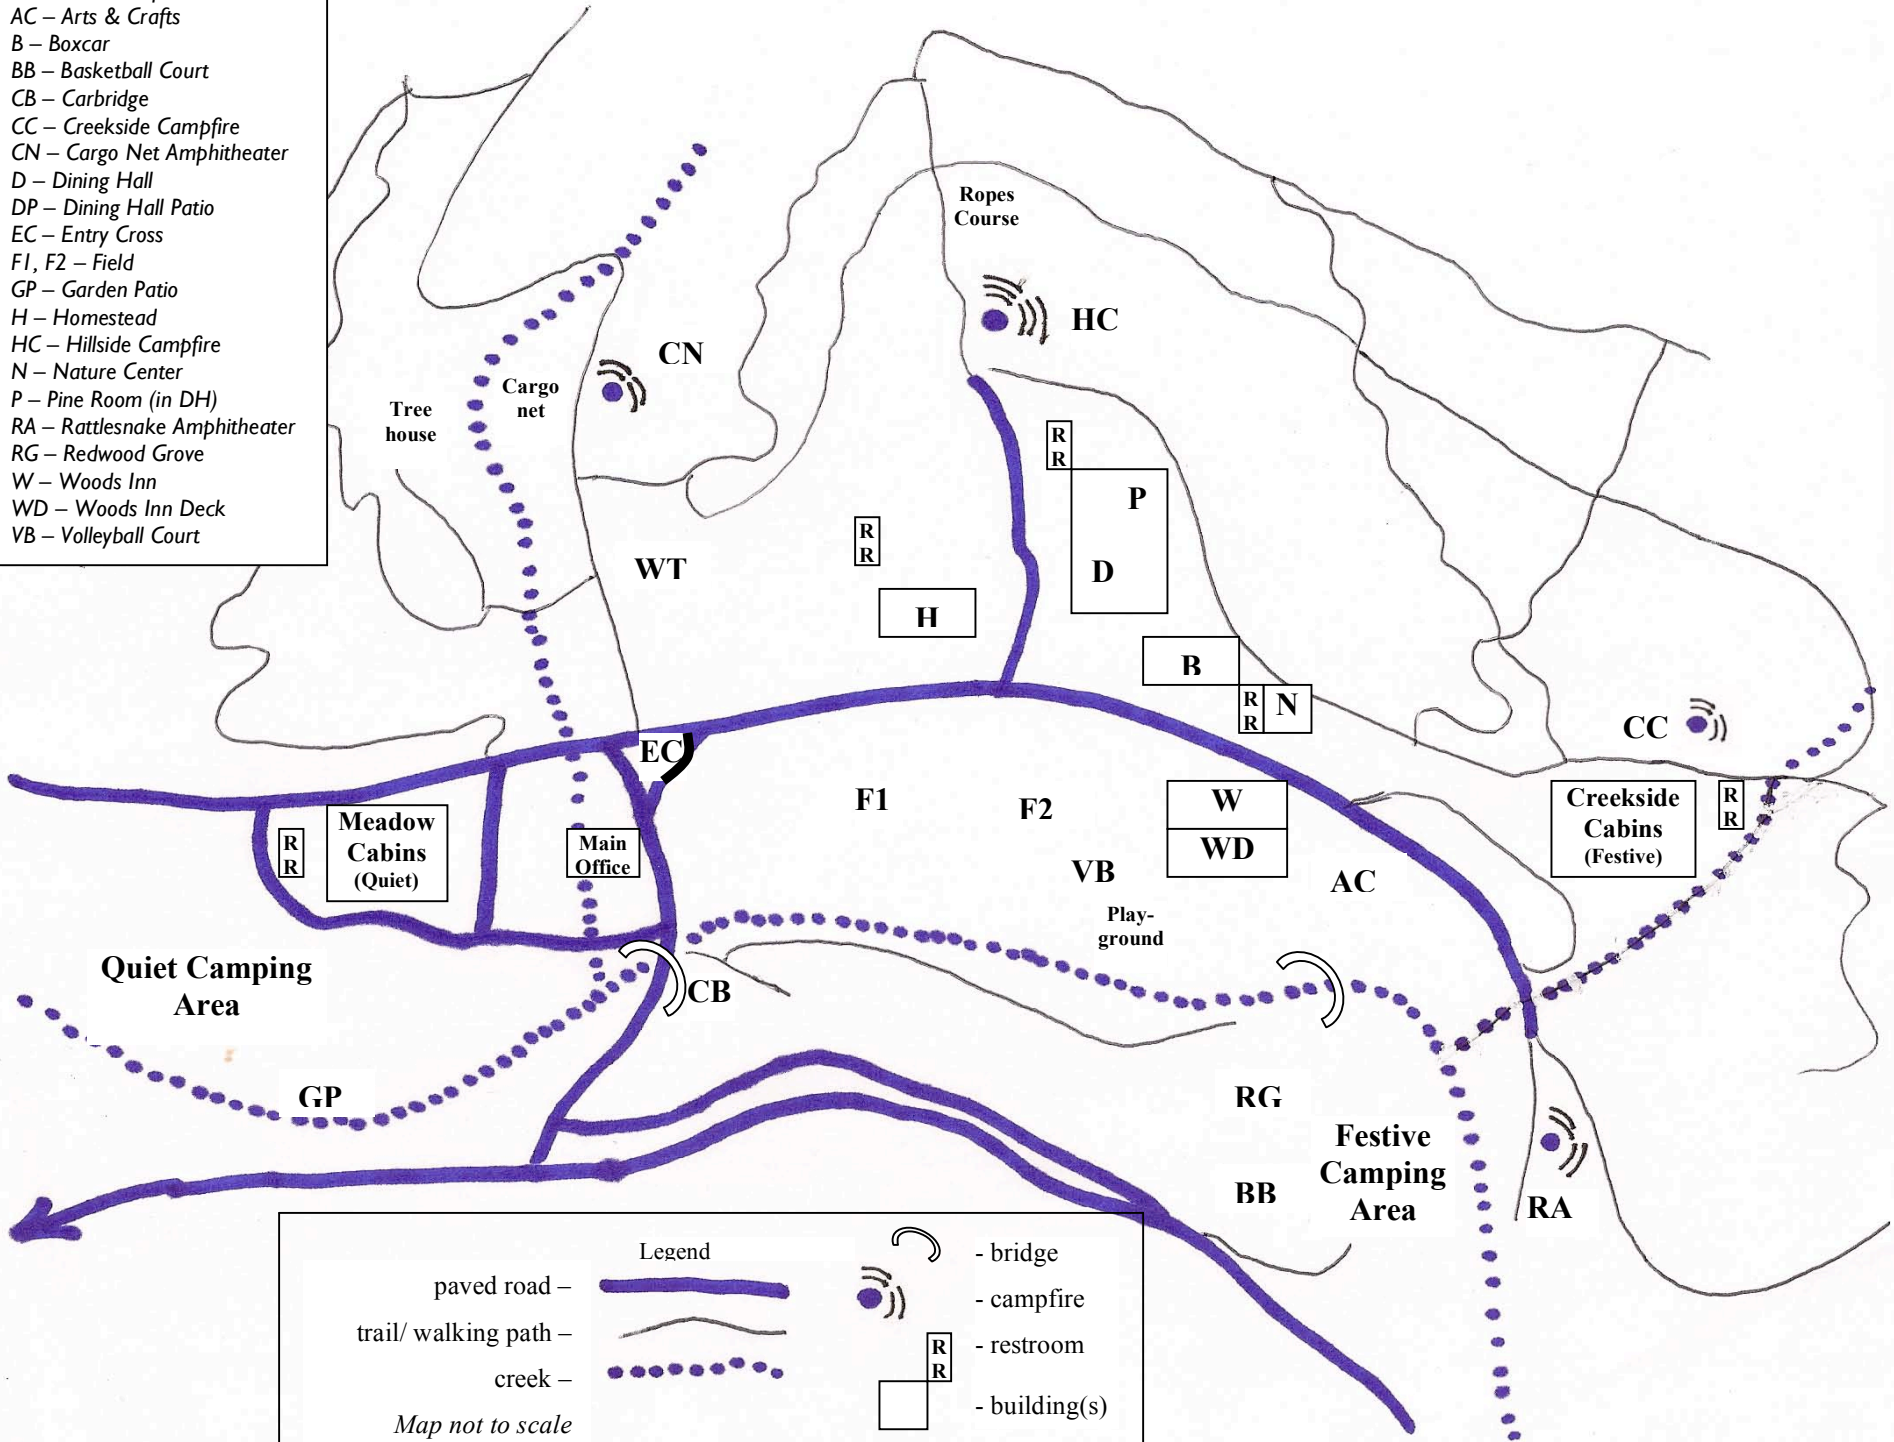 AC – Arts & Crafts
B – Boxcar
BB – Basketball Court
CB – Carbridge
CC – Creekside Campfire
CN – Cargo Net Amphitheater
D – Dining Hall
DP – Dining Hall Patio
EC – Entry Cross
F1, F2 – Field
GP – Garden Patio
H – Homestead
HC – Hillside Campfire
N – Nature Center
P – Pine Room (in DH)
RA – Rattlesnake Amphitheater
RG – Redwood Grove
W – Woods Inn
WD – Woods Inn Deck
VB – Volleyball Court
Ropes
Course
HC
CN
Cargo
net
Tree
house
R
R
P
D
R
R
WT
H
B
R
R
N
CC
EC
F1
F2
W
WD
VB
AC
Play-
ground
Creekside
Cabins
(Festive)
R
R
R
R
Meadow
Cabins
(Quiet)
Main
Office
Quiet Camping
Area
CB
GP
RG
Festive
Camping
Area
BB
RA
Legend
paved road –
trail/ walking path –
creek –
Map not to scale
- bridge
- campfire
R
R
- restroom
- building(s)